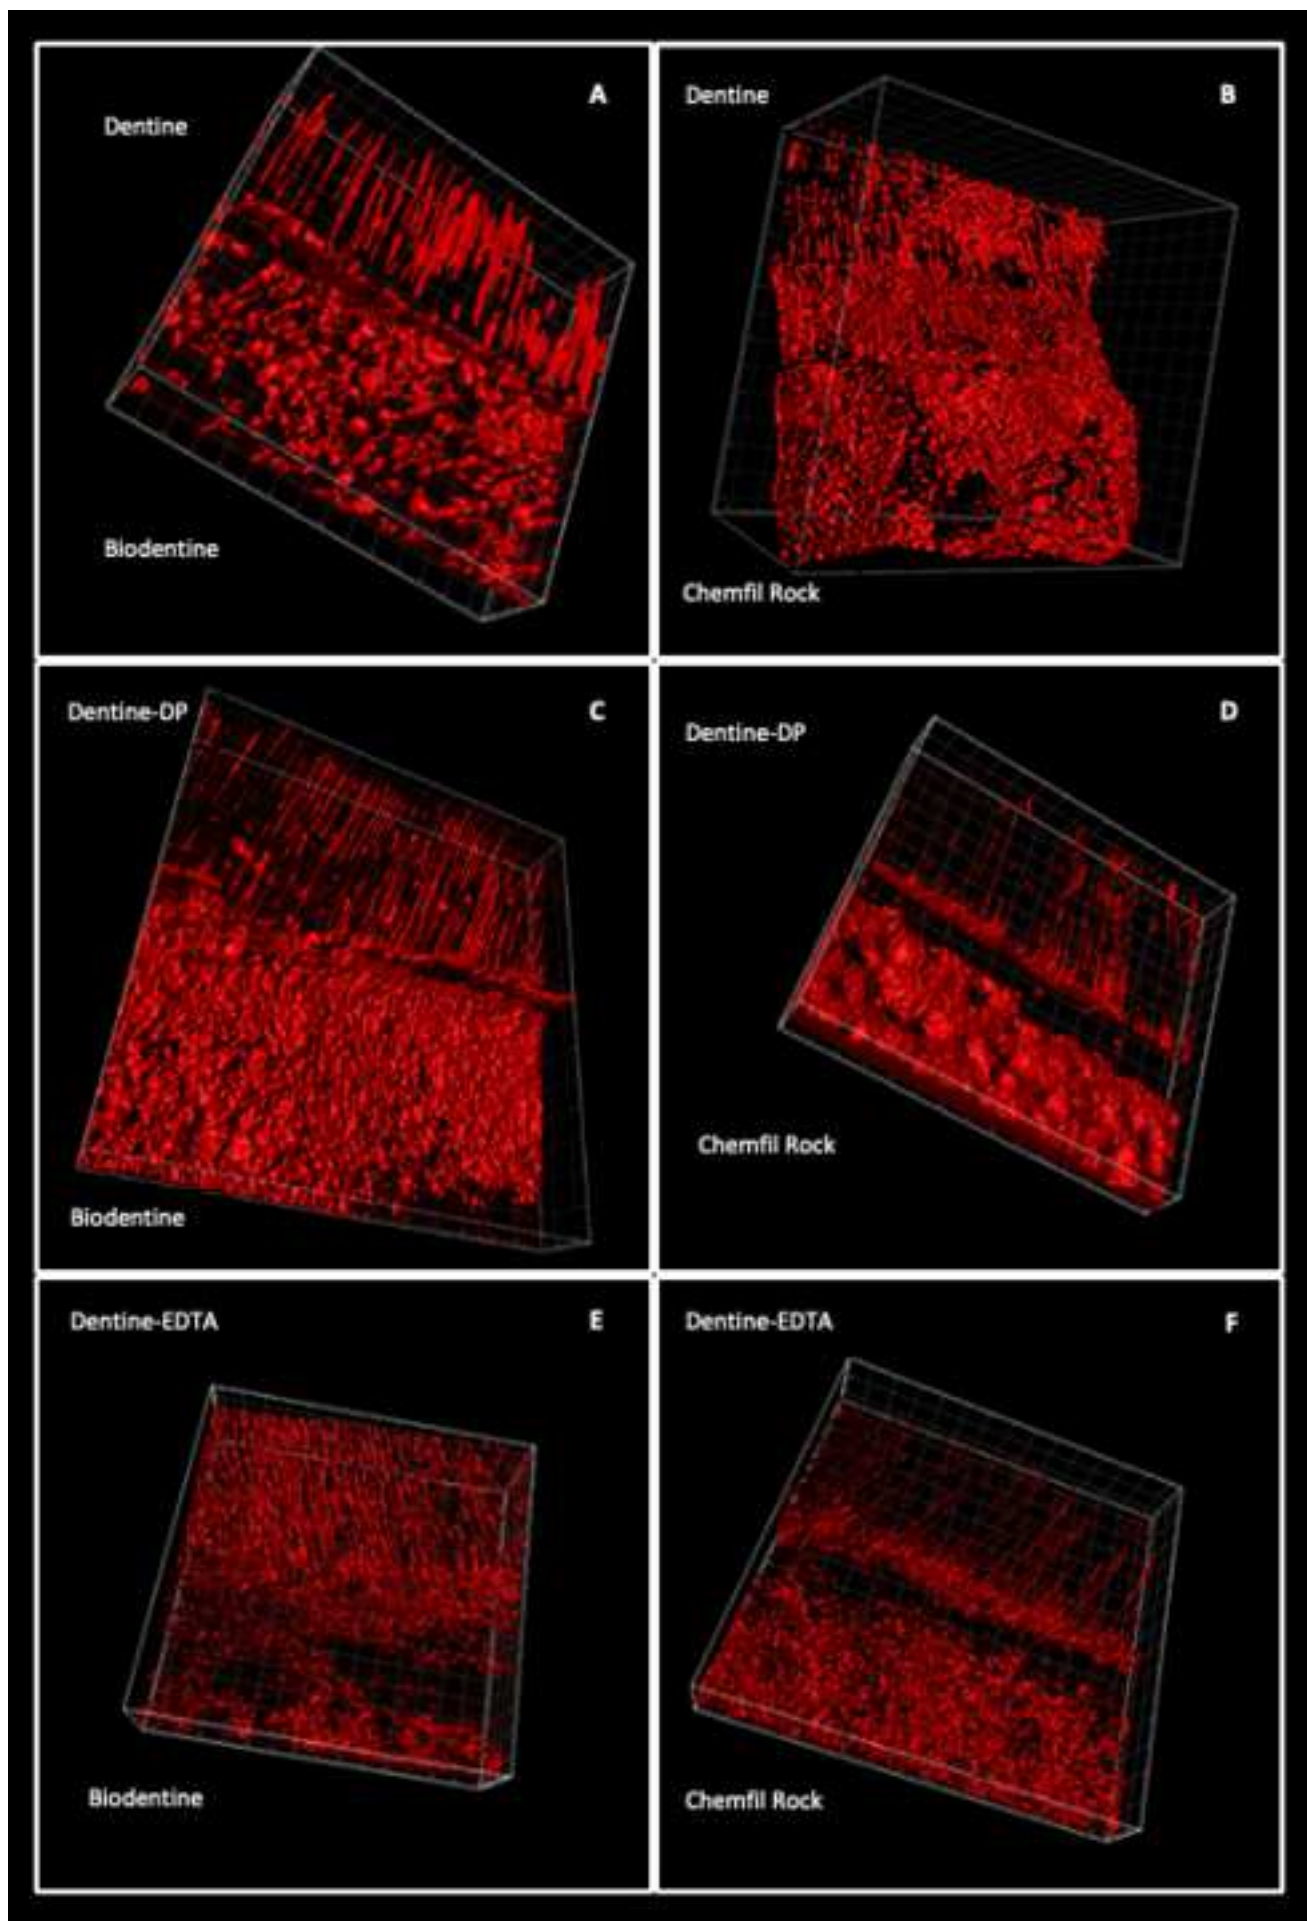 Dentine
A
Biodentine
Dentine
B
Chemfil Rock
Dentine-DP
C
Biodentine
Dentine-DP
D
Chemfil Rock
Dentine-EDTA
E
Biodentine
Dentine-EDTA
F
Chemfil Rock